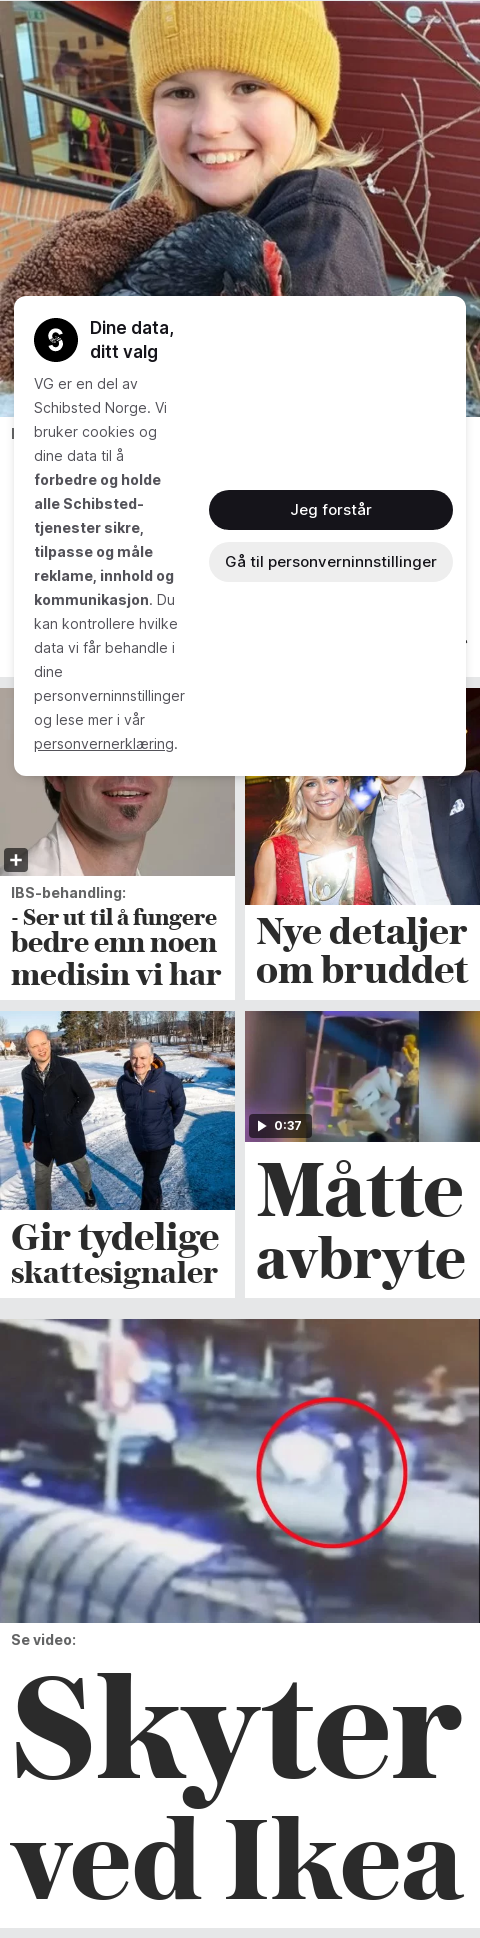 Dine data,
ditt valg
VG er en del av
Schibsted Norge. Vi
bruker cookies og
dine data til å
forbedre og holde
alle Schibsted-
tjenester sikre,
tilpasse og måle
reklame, innhold og
kommunikasjon. Du
kan kontrollere hvilke
data vi får behandle i
dine
personverninnstillinger
og lese mer i vår
personvernerklæring.
Jeg forstår
Gå til personverninnstillinger
IBS-behandling:
- Ser ut til å fungere
bedre enn noen
medisin vi har
Nye detaljer
om bruddet
Gir tydelige
skattesignaler
0:37
Måtte
avbryte
Se video:
Skyter
ved Ikea